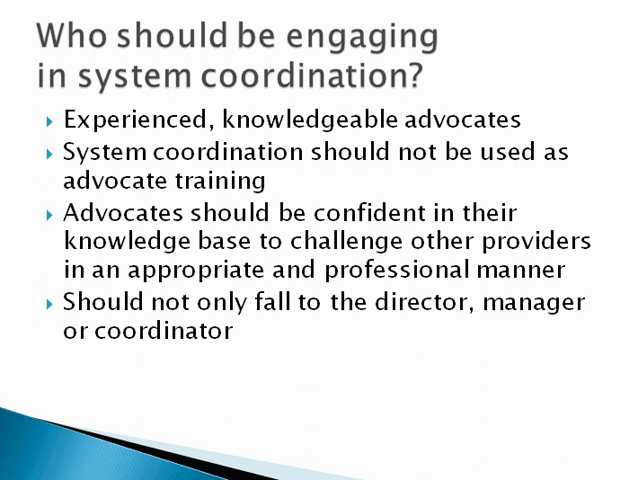 Who should be engaging
in system coordination?
Experienced, knowledgeable advocates
System coordination should not be used as
advocate training
Advocates should be confident in their
knowledge base to challenge other providers
in an appropriate and professional manner
Should not only fall to the director, manager
or coordinator